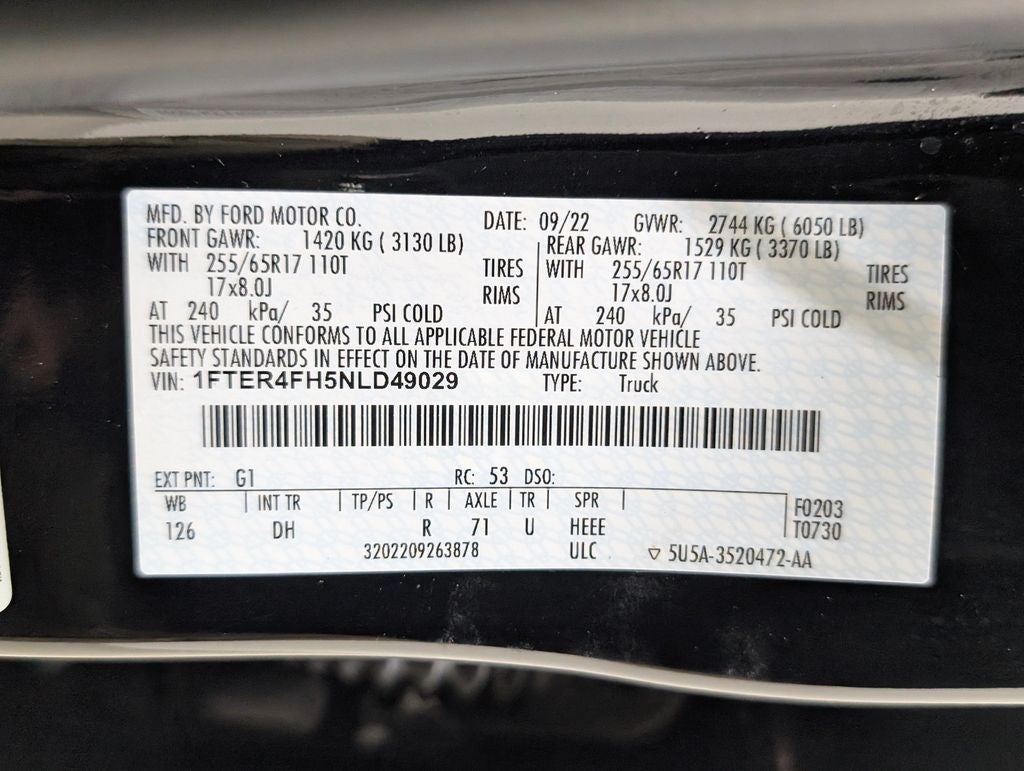 MFD. BY FORD MOTOR CO. DATE: 09/22 GVWR: 2744 KG ( 6050 LB)
FRONT GAWR: 1420 KG ( 3130 LB) REAR GAWR: 1529 KG ( 3370 LB)
WITH 255/65R17 110T TIRES WITH 255/65R17 110T TIRES
17x8.0J RIMS 17x8.0J RIMS
AT 240 kPa/ 35 PSI COLD AT 240 kPa/ 35 PSI COLD
THIS VEHICLE CONFORMS TO ALL APPLICABLE FEDERAL MOTOR VEHICLE
SAFETY STANDARDS IN EFFECT ON THE DATE OF MANUFACTURE SHOWN ABOVE.
VIN: 1FTER4FH5NLD49029 TYPE: Truck
EXT PNT: G1 RC: 53 DSO:
WB INT TR TP/PS R AXLE TR SPR F0203
126 DH R 71 U HEEE T0730
3202209263878 ULC ▽ 5U5A-3520472-AA